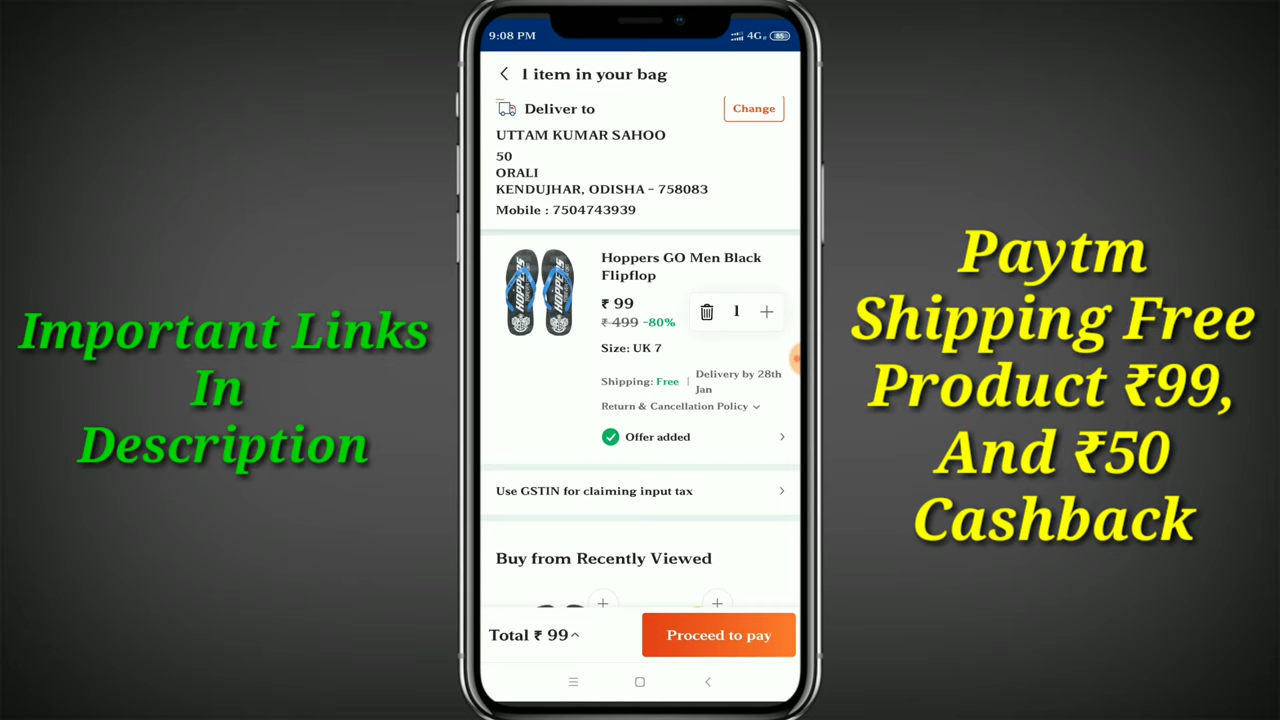 9:08 PM
4G
85
1 item in your bag
Deliver to
Change
UTTAM KUMAR SAHOO
50
ORALI
KENDUJHAR, ODISHA - 758083
Mobile : 7504743939
HOPPERS
HOPPERS
Hoppers GO Men Black
Flipflop
₹ 99
₹ 499 -80%
1
Size: UK 7
Shipping: Free
Delivery by 28th
Jan
Return & Cancellation Policy
Offer added
Use GSTIN for claiming input tax
Buy from Recently Viewed
Total ₹ 99
Proceed to pay
Important Links
In
Description
Paytm
Shipping Free
Product ₹99,
And ₹50
Cashback